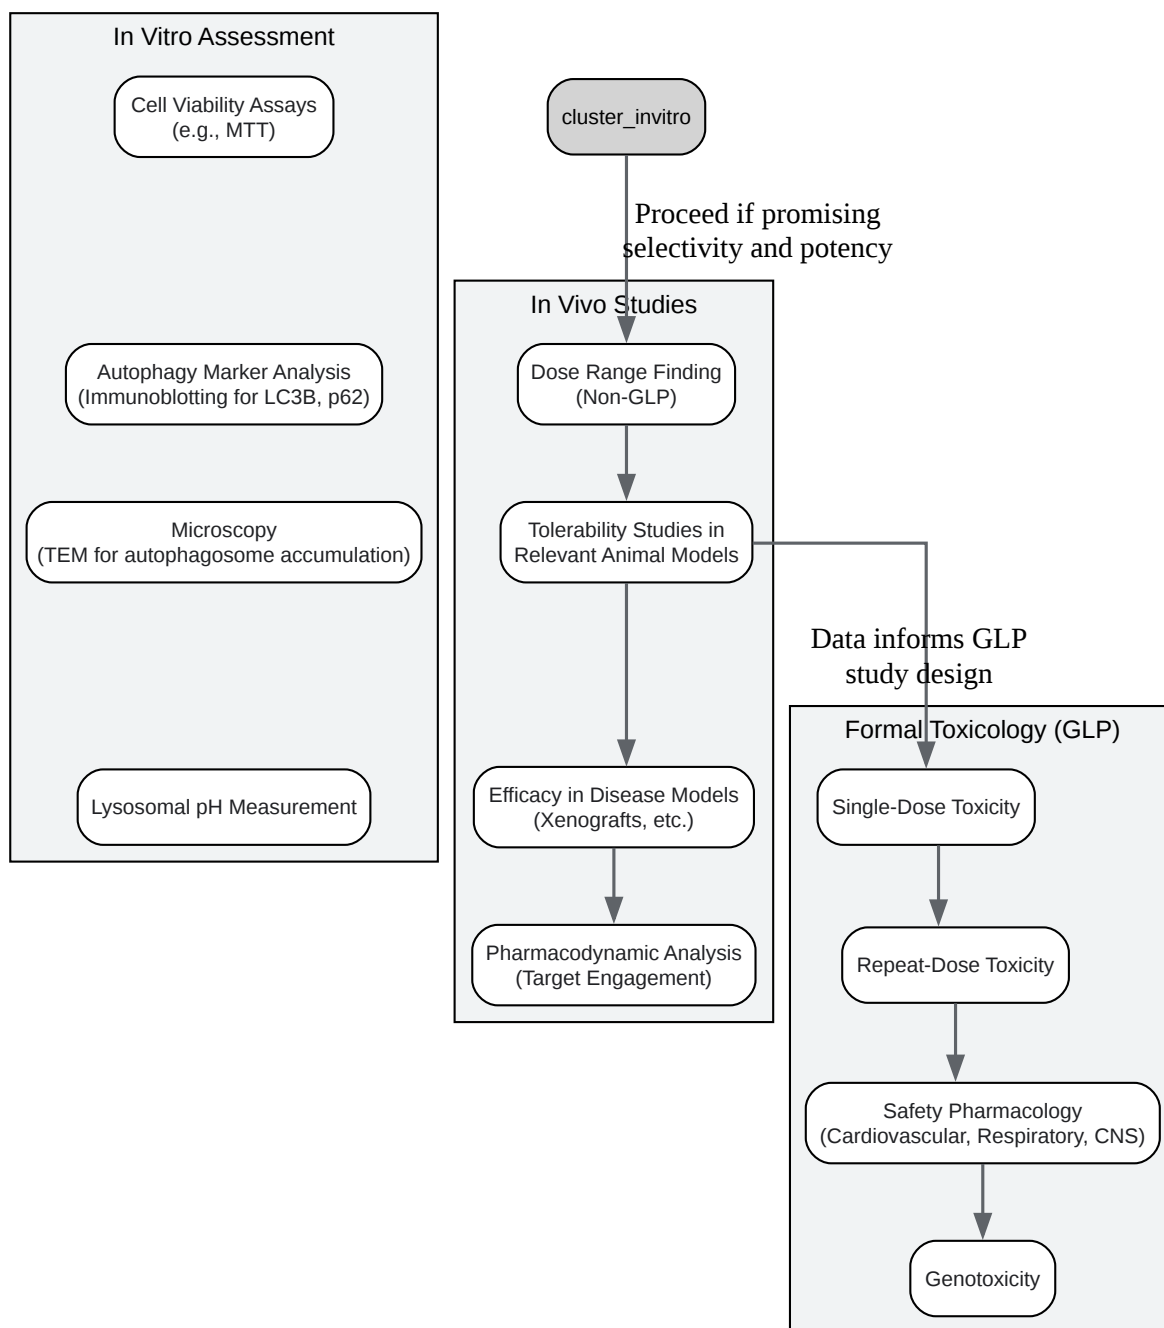 In Vitro Assessment
Cell Viability Assays
(e.g., MTT)
Autophagy Marker Analysis
(Immunoblotting for LC3B, p62)
Microscopy
(TEM for autophagosome accumulation)
Lysosomal pH Measurement
cluster_invitro
Proceed if promising
selectivity and potency
In Vivo Studies
Dose Range Finding
(Non-GLP)
Tolerability Studies in
Relevant Animal Models
Efficacy in Disease Models
(Xenografts, etc.)
Pharmacodynamic Analysis
(Target Engagement)
Data informs GLP
study design
Formal Toxicology (GLP)
Single-Dose Toxicity
Repeat-Dose Toxicity
Safety Pharmacology
(Cardiovascular, Respiratory, CNS)
Genotoxicity